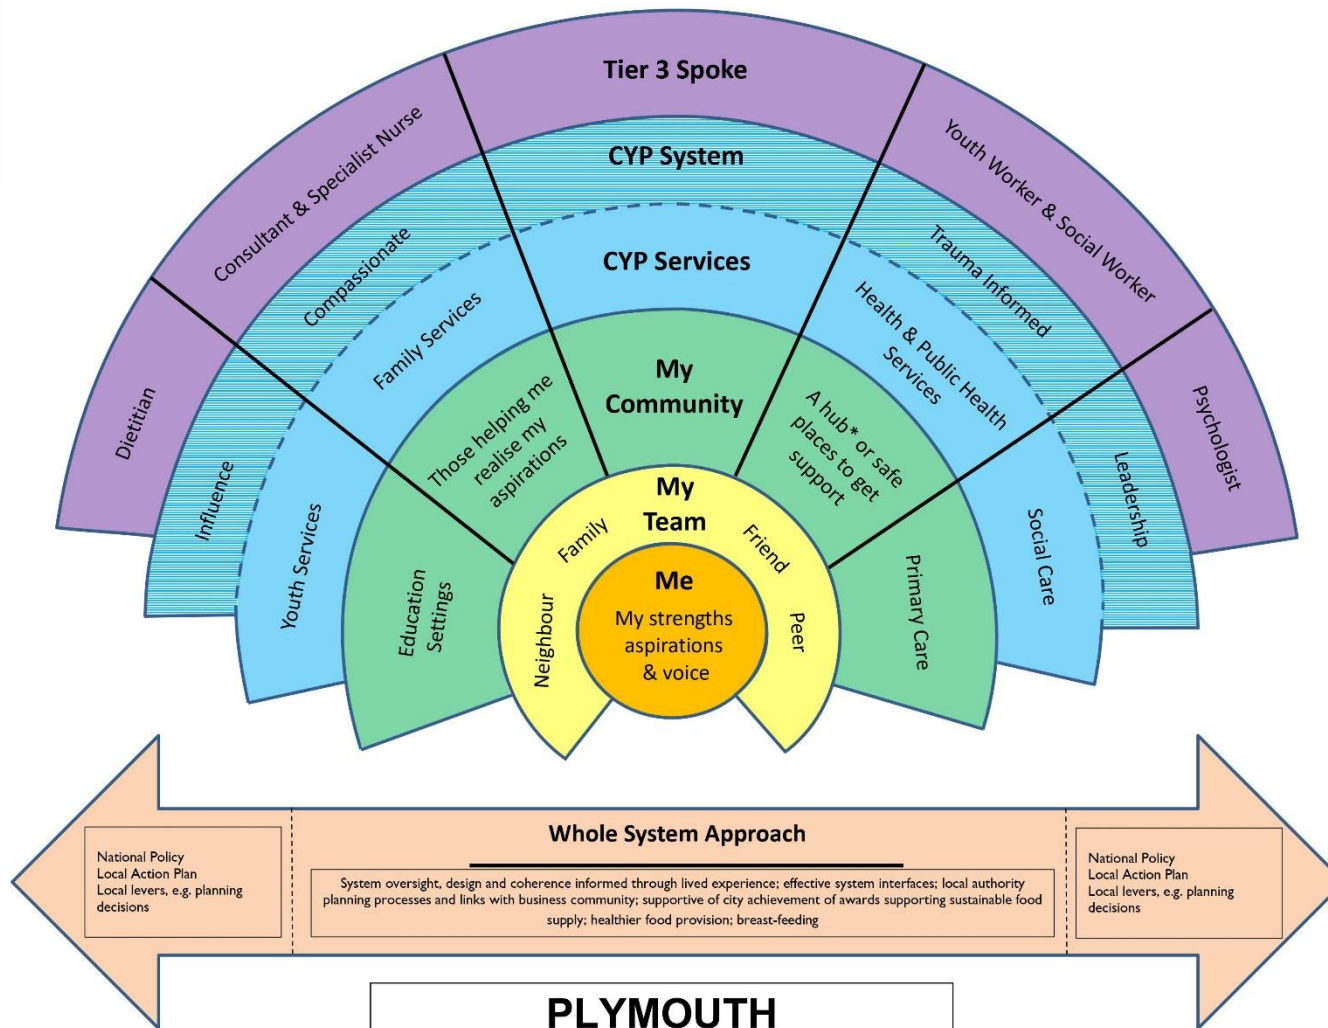 Tier 3 Spoke
Consultant & Specialist Nurse
Youth Worker & Social Worker
Dietitian
Psychologist
CYP System
Compassionate
Trauma Informed
Influence
Leadership
CYP Services
Family Services
Health & Public Health
Services
Youth Services
Social Care
My
Community
Those helping me
realise my
aspirations
A hub* or safe
places to get
support
Education
Settings
Primary Care
My
Team
Family
Friend
Neighbour
Peer
Me
My strengths
aspirations
& voice
Whole System Approach
National Policy
Local Action Plan
Local levers, e.g. planning
decisions
System oversight, design and coherence informed through lived experience; effective system interfaces; local authority
planning processes and links with business community; supportive of city achievement of awards supporting sustainable food
supply; healthier food provision; breast-feeding
National Policy
Local Action Plan
Local levers, e.g. planning
decisions
PLYMOUTH